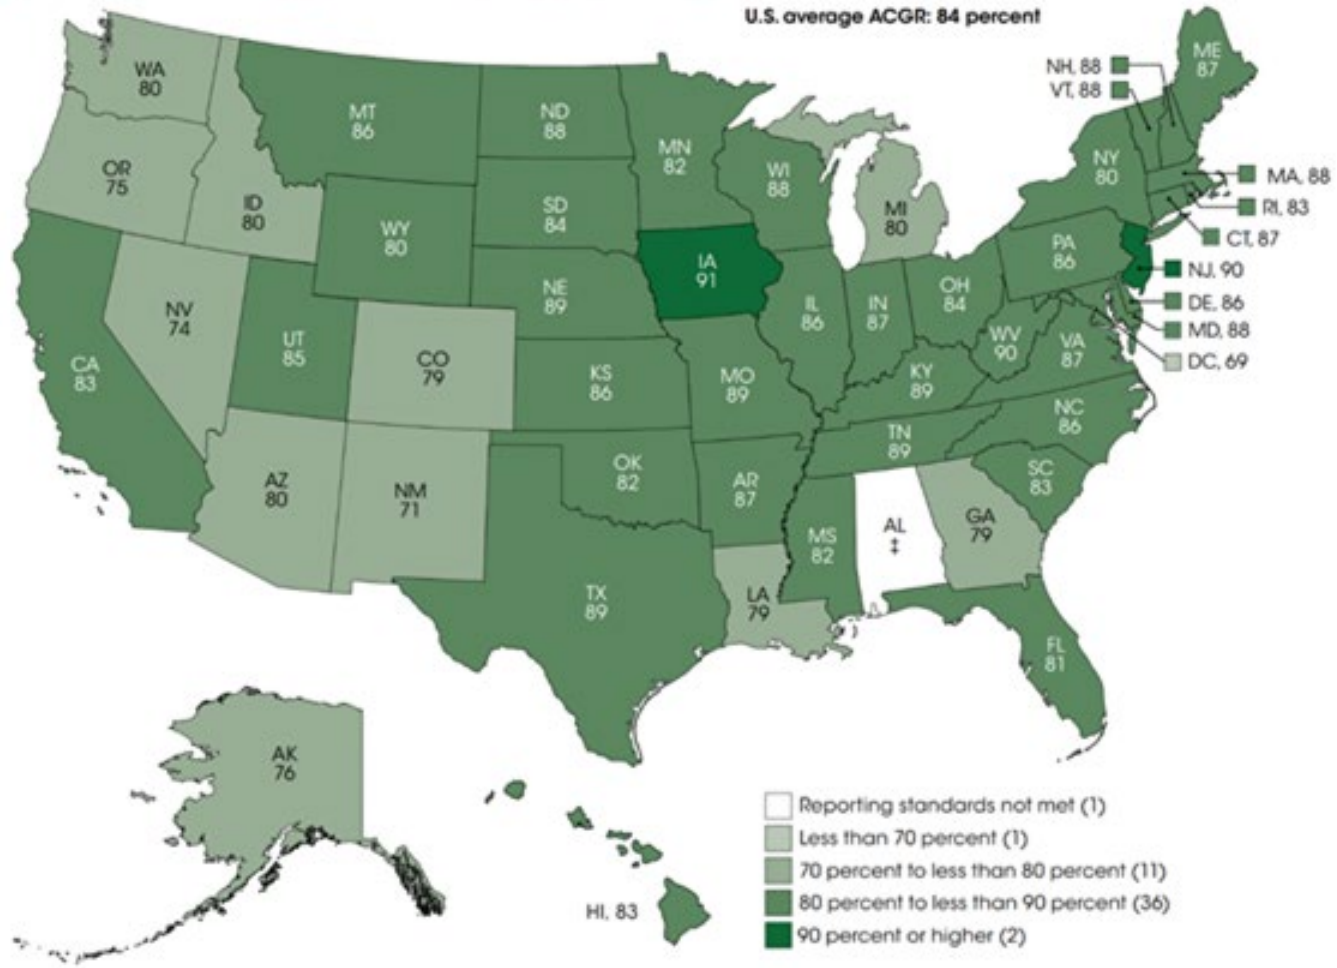 U.S. average ACGR: 84 percent
WA
80
OR
75
ID
80
MT
86
ND
88
MN
82
WI
88
MI
80
NY
80
NH, 88
VT, 88
ME
87
MA, 88
RI, 83
CT, 87
NJ, 90
DE, 86
MD, 88
DC, 69
WY
80
SD
84
IA
91
NE
89
NV
74
UT
85
CO
79
CA
83
KS
86
MO
89
IL
86
IN
87
OH
84
PA
86
WV
90
VA
87
KY
89
NC
86
TN
89
SC
83
AZ
80
NM
71
OK
82
AR
87
MS
82
AL
‡
GA
79
TX
89
LA
79
FL
81
AK
76
HI, 83
Reporting standards not met (1)
Less than 70 percent (1)
70 percent to less than 80 percent (11)
80 percent to less than 90 percent (36)
90 percent or higher (2)